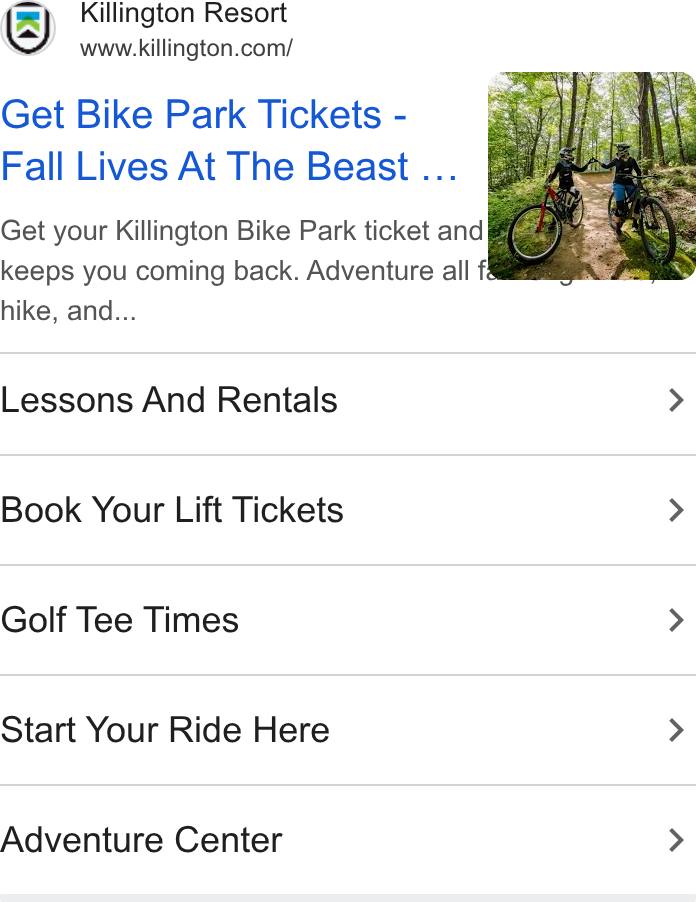 Killington Resort
www.killington.com/
Get Bike Park Tickets -
Fall Lives At The Beast …
Get your Killington Bike Park ticket and
keeps you coming back. Adventure all
hike, and...
Lessons And Rentals
Book Your Lift Tickets
Golf Tee Times
Start Your Ride Here
Adventure Center